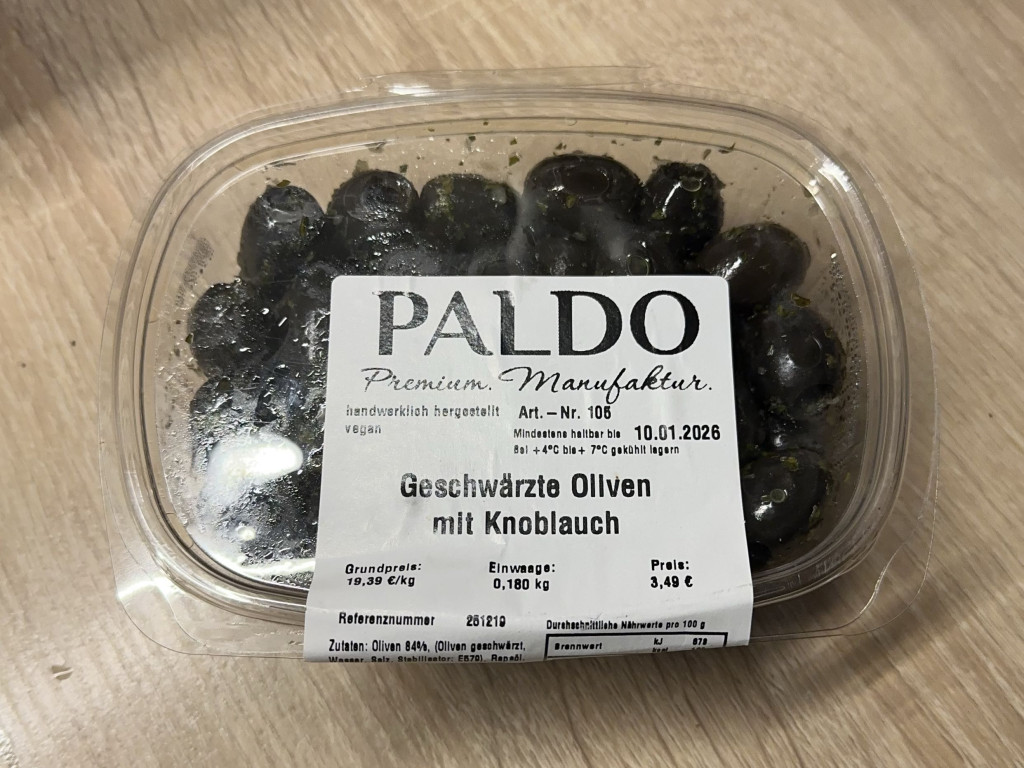 PALDO
Premium. Manufaktur.
handwerklich hergestellt
vegan
Art.-Nr. 106
Mindestens haltbar bis 10.01.2026
Bei +4°C bis+ 7°C gekühlt lagern
Geschwärzte Oliven
mit Knoblauch
Grundpreis: Einwaage: Preis:
19,39 €/kg 0,180 kg 3,49 €
Referenznummer 251219
Durchschnittliche Nährwerte pro 100 g
Zutaten: Oliven 84%, (Oliven geschwärzt,
Wasser, Salz, Stabilisator: E579), Rapsöl,
Brennwert kJ 678